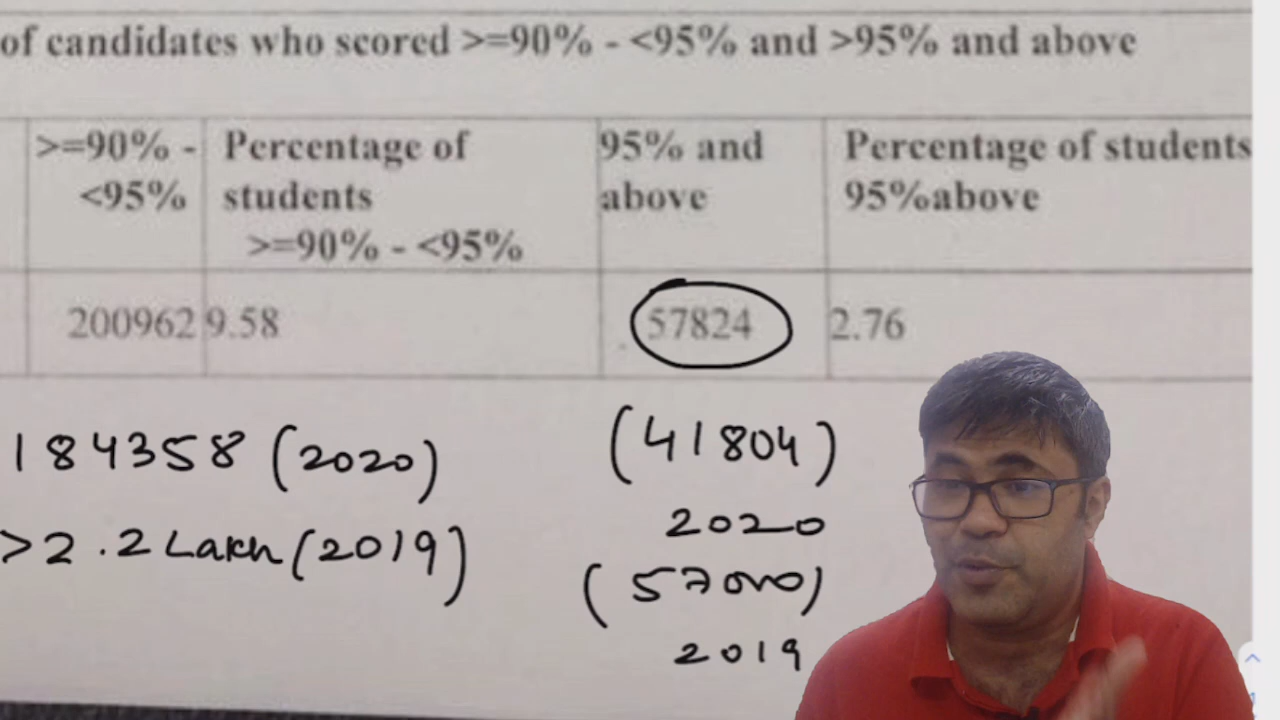 of candidates who scored >=90% - <95% and >95% and above
>=90% - <95%
Percentage of students >=90% - <95%
95% and above
Percentage of students 95%above
200962 9.58 57824 2.76
184358 (2020) (41804)
2020
>2.2 Lakh (2019) (57000)
2019